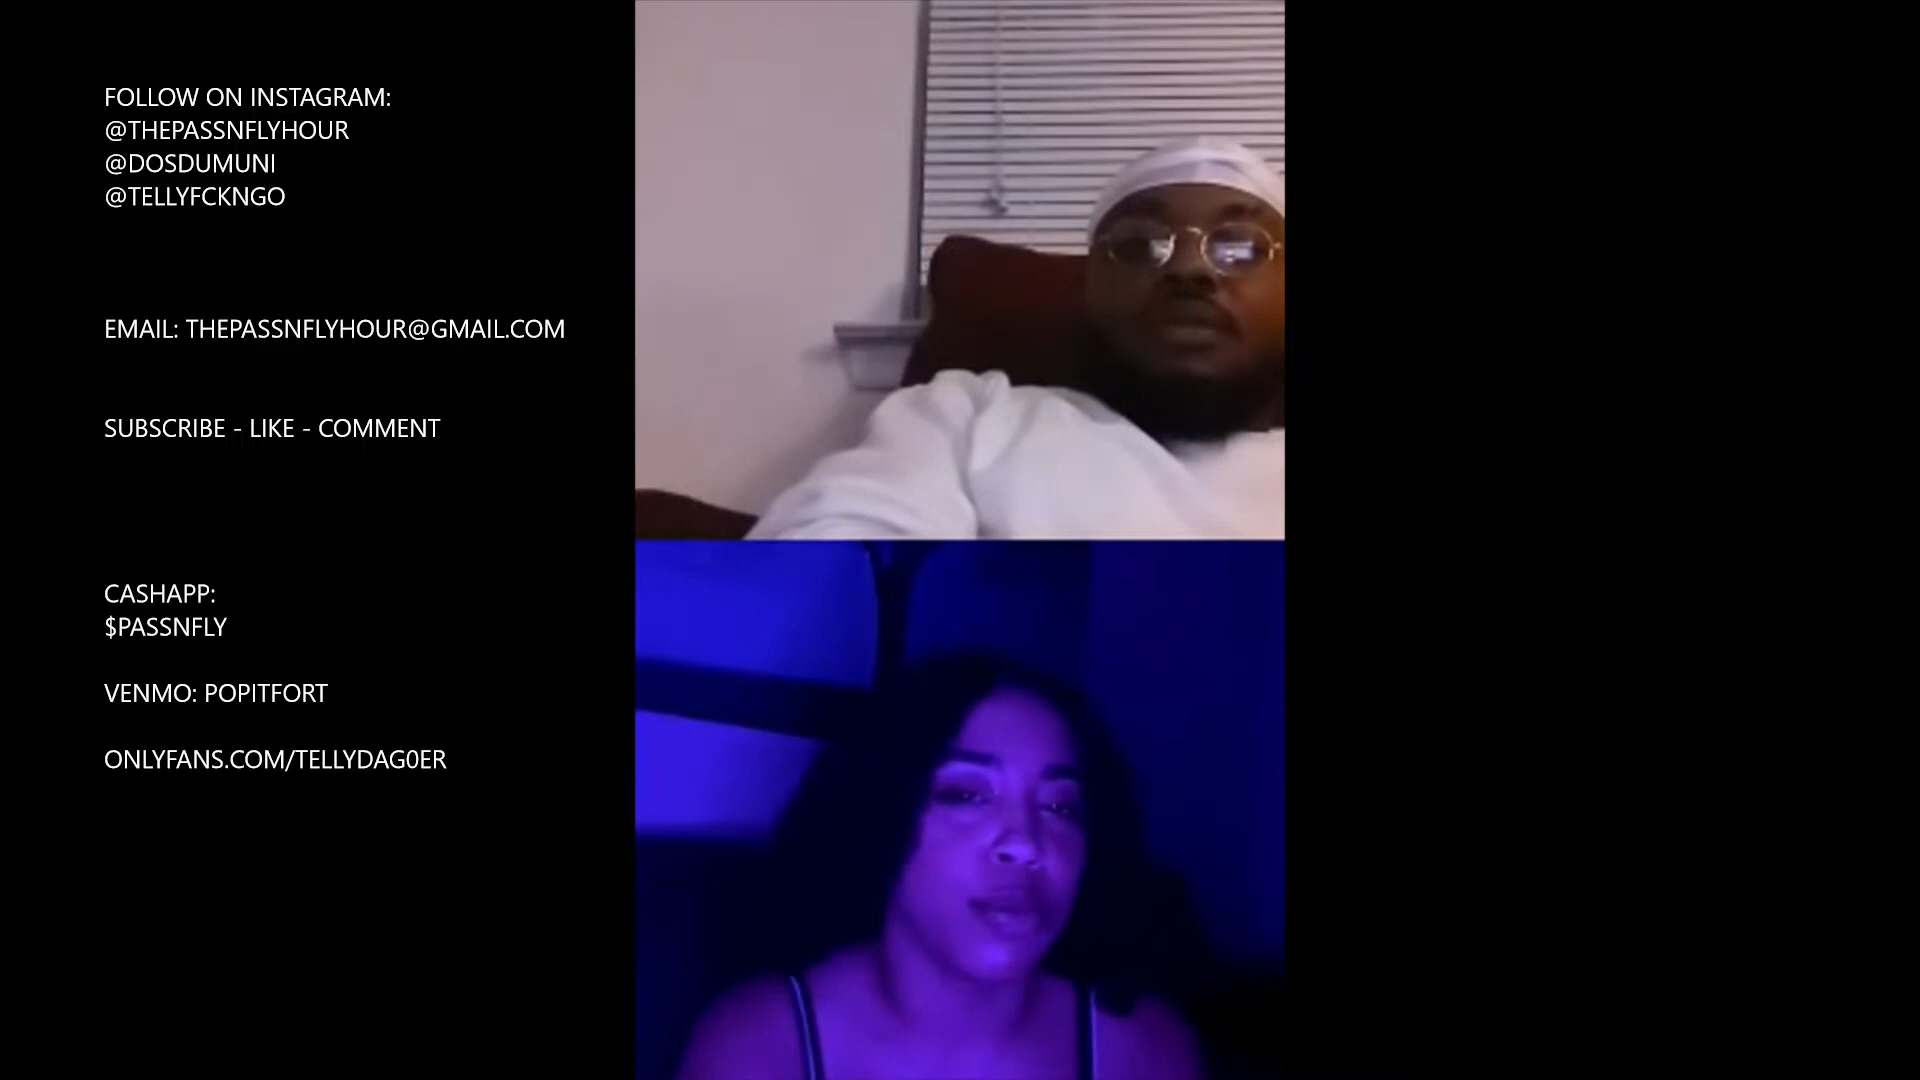 FOLLOW ON INSTAGRAM:
@THEPASSNFLYHOUR
@DOSDUMUNI
@TELLYFCKNGO
EMAIL: THEPASSNFLYHOUR@GMAIL.COM
SUBSCRIBE - LIKE - COMMENT
CASHAPP:
$PASSNFLY
VENMO: POPITFORT
ONLYFANS.COM/TELLYDAG0ER